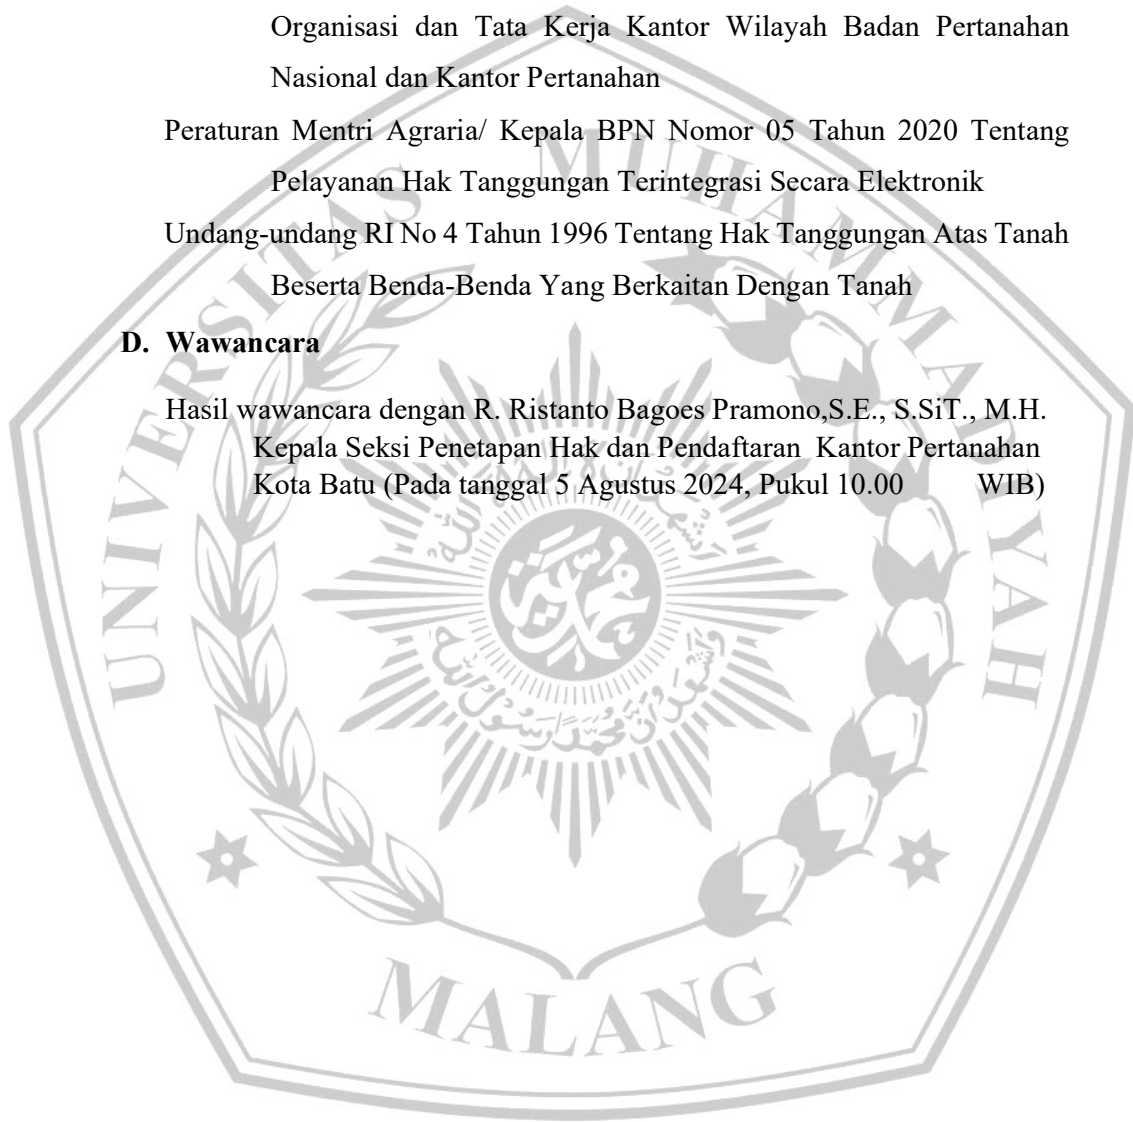 Organisasi dan Tata Kerja Kantor Wilayah Badan Pertanahan
Nasional dan Kantor Pertanahan
Peraturan Mentri Agraria/ Kepala BPN Nomor 05 Tahun 2020 Tentang
Pelayanan Hak Tanggungan Terintegrasi Secara Elektronik
Undang-undang RI No 4 Tahun 1996 Tentang Hak Tanggungan Atas Tanah
Beserta Benda-Benda Yang Berkaitan Dengan Tanah
D. Wawancara
Hasil wawancara dengan R. Ristanto Bagoes Pramono,S.E., S.SiT., M.H.
Kepala Seksi Penetapan Hak dan Pendaftaran Kantor Pertanahan
Kota Batu (Pada tanggal 5 Agustus 2024, Pukul 10.00 WIB)
UNIVERSITAS MUHAMMADIYAH
MALANG